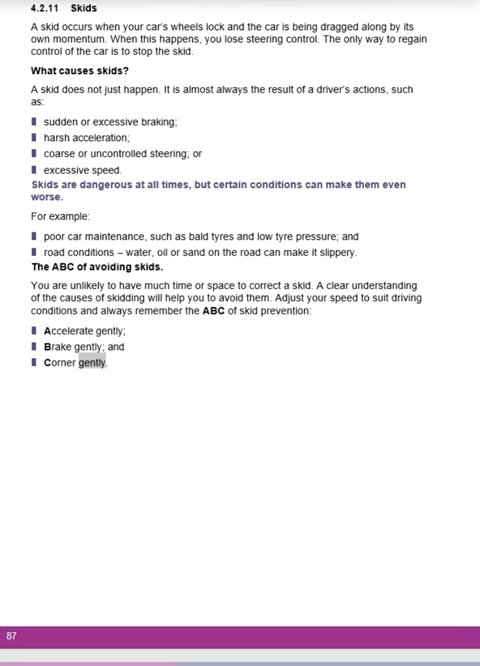 4.2.11 Skids
A skid occurs when your car's wheels lock and the car is being dragged along by its
own momentum. When this happens, you lose steering control. The only way to regain
control of the car is to stop the skid.
What causes skids?
A skid does not just happen. It is almost always the result of a driver's actions, such
as:
sudden or excessive braking;
harsh acceleration;
coarse or uncontrolled steering; or
excessive speed.
Skids are dangerous at all times, but certain conditions can make them even
worse.
For example:
poor car maintenance, such as bald tyres and low tyre pressure; and
road conditions – water, oil or sand on the road can make it slippery.
The ABC of avoiding skids.
You are unlikely to have much time or space to correct a skid. A clear understanding
of the causes of skidding will help you to avoid them. Adjust your speed to suit driving
conditions and always remember the ABC of skid prevention:
Accelerate gently;
Brake gently; and
Corner gently.
87